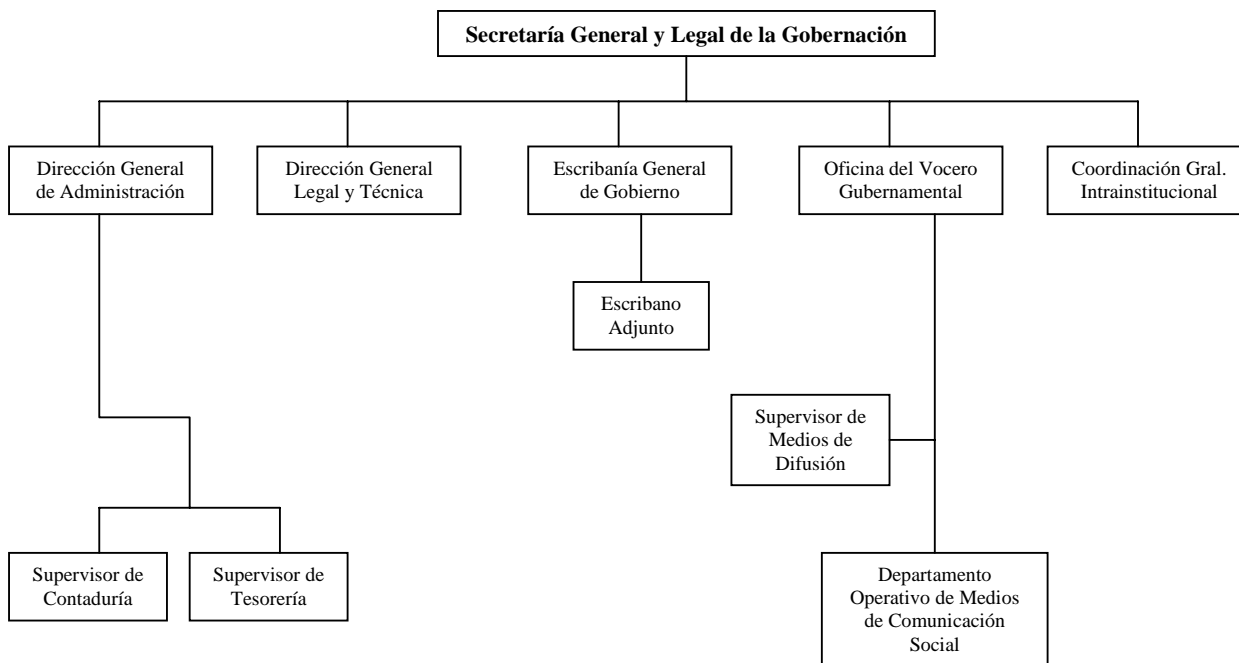 Secretaría General y Legal de la Gobernación
Dirección General
de Administración
Dirección General
Legal y Técnica
Escribanía General
de Gobierno
Oficina del Vocero
Gubernamental
Coordinación Gral.
Intrainstitucional
Escribano
Adjunto
Supervisor de
Medios de
Difusión
Supervisor de
Contaduría
Supervisor de
Tesorería
Departamento
Operativo de Medios
de Comunicación
Social